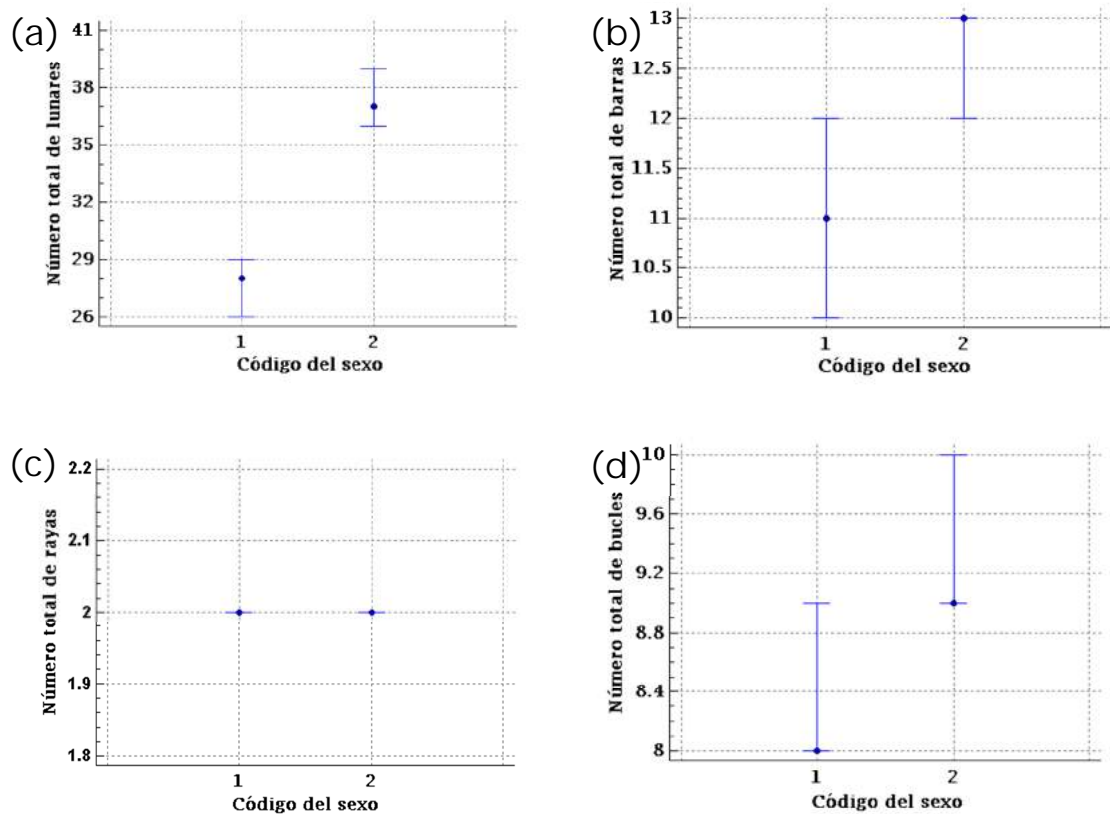 (a)
Número total de lunares
41
38
35
32
29
26
1 2
Código del sexo
(b)
Número total de barras
13
12.5
12
11.5
11
10.5
10
1 2
Código del sexo
(c)
Número total de rayas
2.2
2.1
2
1.9
1.8
1 2
Código del sexo
(d)
Número total de bucles
10
9.6
9.2
8.8
8.4
8
1 2
Código del sexo